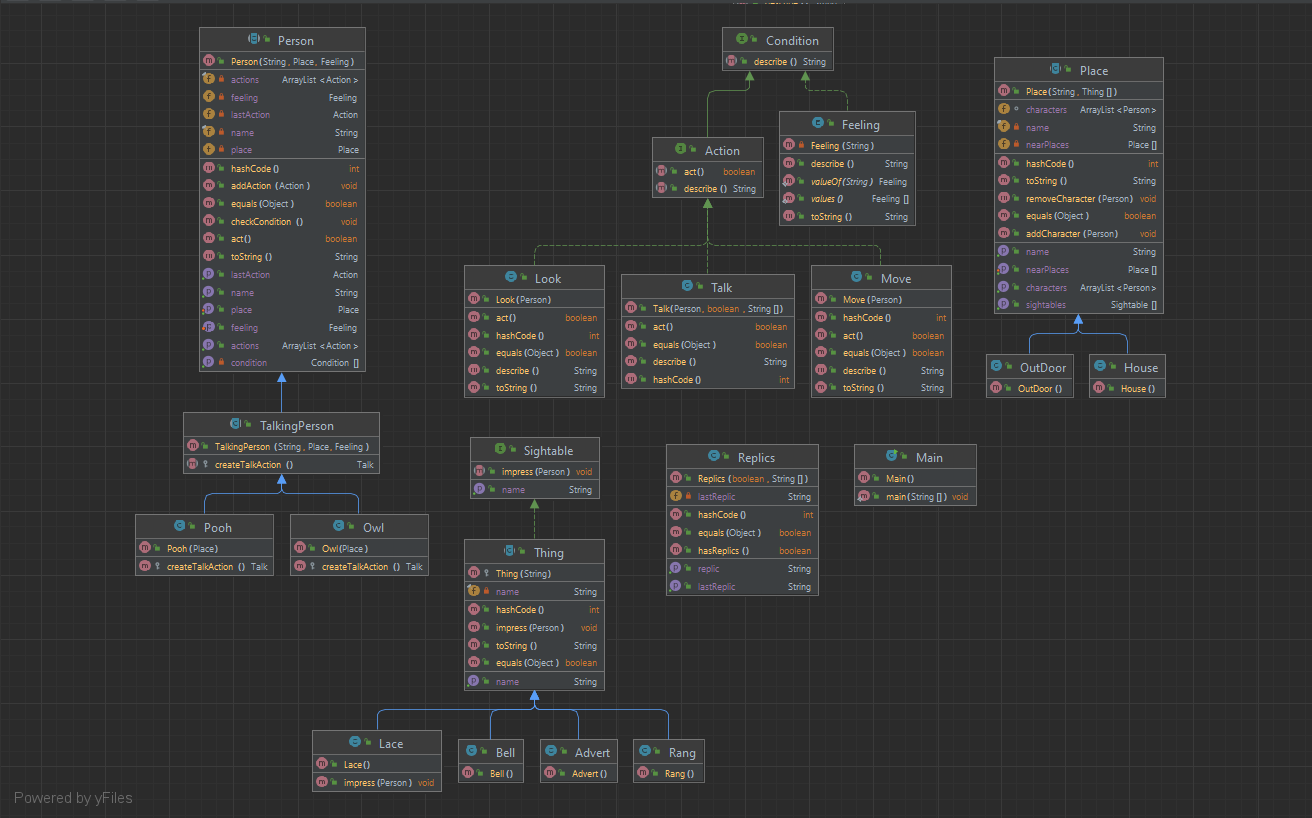 Person
Person (String, Place, Feeling)
actions ArrayList <Action>
feeling Feeling
lastAction Action
name String
place Place
hashCode () int
addAction (Action) void
equals (Object) boolean
checkCondition () void
act() boolean
toString () String
lastAction Action
name String
place Place
feeling Feeling
actions ArrayList <Action>
condition Condition []
TalkingPerson
TalkingPerson (String, Place, Feeling)
createTalkAction () Talk
Pooh
Pooh (Place)
createTalkAction () Talk
Owl
Owl(Place)
createTalkAction () Talk
Condition
describe () String
Action
act() boolean
describe () String
Feeling
Feeling (String)
describe () String
valueOf(String) Feeling
values () Feeling []
toString () String
Look
Look (Person)
act() boolean
hashCode () int
equals (Object) boolean
describe () String
toString () String
Talk
Talk(Person, boolean, String [])
act() boolean
equals (Object) boolean
describe () String
hashCode () int
Move
Move (Person)
hashCode () int
act() boolean
equals (Object) boolean
describe () String
toString () String
Place
Place(String, Thing [])
characters ArrayList <Person>
name String
nearPlaces Place []
hashCode () int
toString () String
removeCharacter (Person) void
equals (Object) boolean
addCharacter (Person) void
name String
nearPlaces Place []
characters ArrayList <Person>
sightables Sightable []
OutDoor
OutDoor ()
House
House ()
Sightable
impress (Person) void
name String
Thing
Thing (String)
name String
hashCode () int
impress (Person) void
toString () String
equals (Object) boolean
name String
Lace
Lace()
impress (Person) void
Bell
Bell ()
Advert
Advert ()
Rang
Rang ()
Replics
Replics (boolean, String [])
lastReplic String
hashCode () int
equals (Object) boolean
hasReplics () boolean
replic String
lastReplic String
Main
Main()
main(String []) void
Powered by yFiles